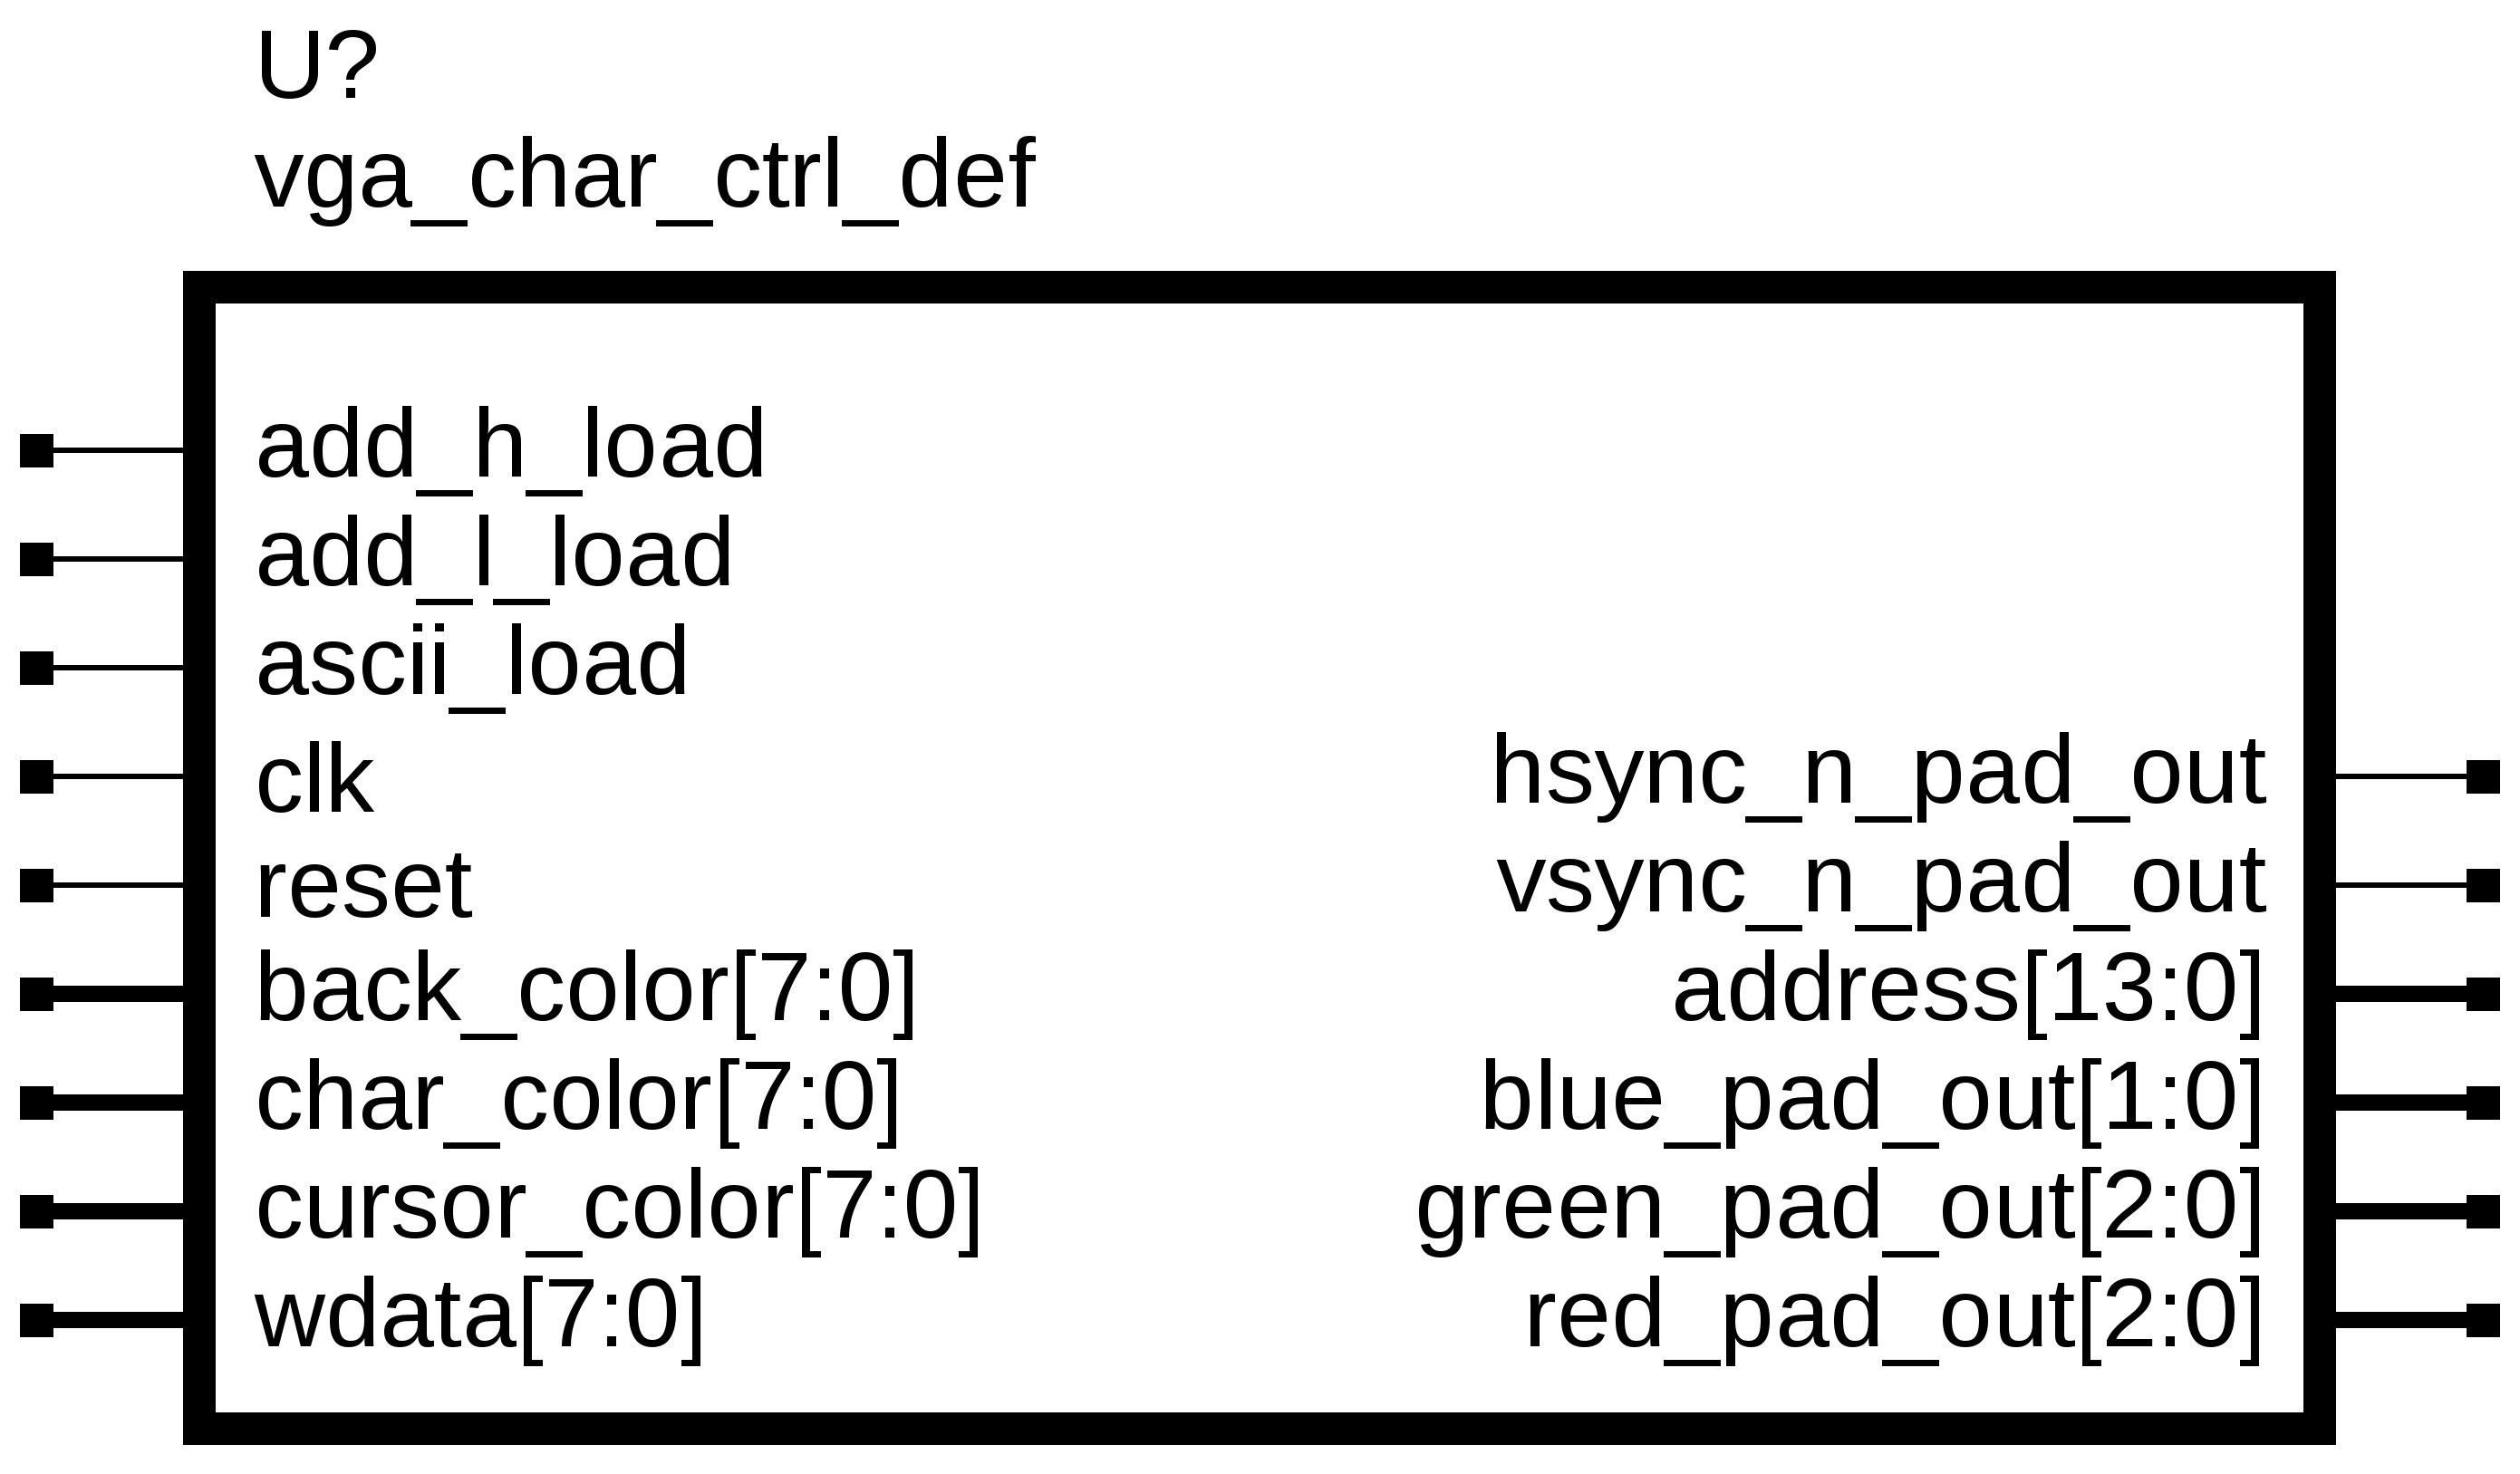 U?
vga_char_ctrl_def
add_h_load
add_l_load
ascii_load
clk
reset
back_color[7:0]
char_color[7:0]
cursor_color[7:0]
wdata[7:0]
hsync_n_pad_out
vsync_n_pad_out
address[13:0]
blue_pad_out[1:0]
green_pad_out[2:0]
red_pad_out[2:0]